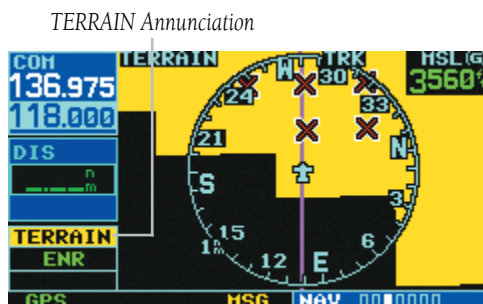 TERRAIN Annunciation
COM
136.975
118.000
DIS
n
m
TERRAIN
ENR
GPS
TERRAIN
TRK
MSL(G
3560
W
30
33
N
3
6
E
12
15
S
21
24
MSG
NAV